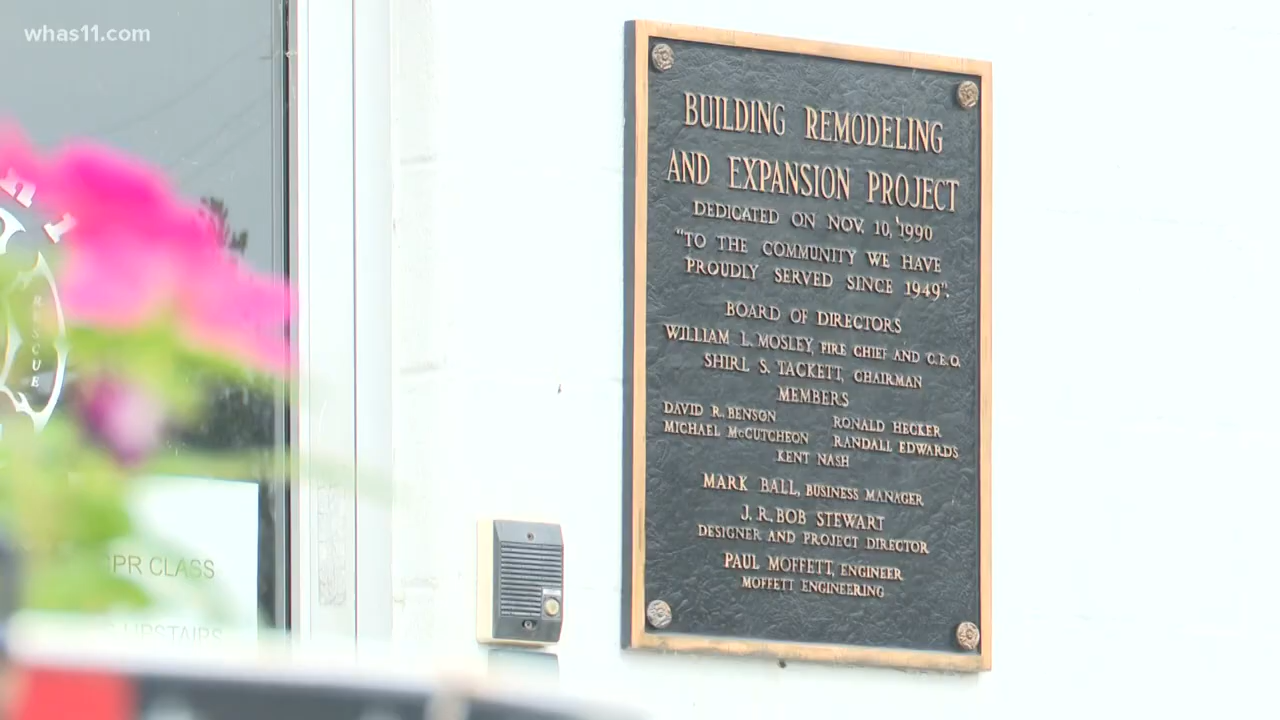 whas11.com
BUILDING REMODELING
AND EXPANSION PROJECT
DEDICATED ON NOV. 10, 1990
"TO THE COMMUNITY WE HAVE
PROUDLY SERVED SINCE 1949".
BOARD OF DIRECTORS
WILLIAM L. MOSLEY, FIRE CHIEF AND C.E.O.
SHIRL S. TACKETT, CHAIRMAN
MEMBERS
DAVID R. BENSON RONALD HECKER
MICHAEL McCUTCHEON RANDALL EDWARDS
KENT NASH
MARK BALL, BUSINESS MANAGER
J. R. BOB STEWART
DESIGNER AND PROJECT DIRECTOR
PAUL MOFFETT, ENGINEER
MOFFETT ENGINEERING
RESCUE
PR CLASS
UPSTAIRS